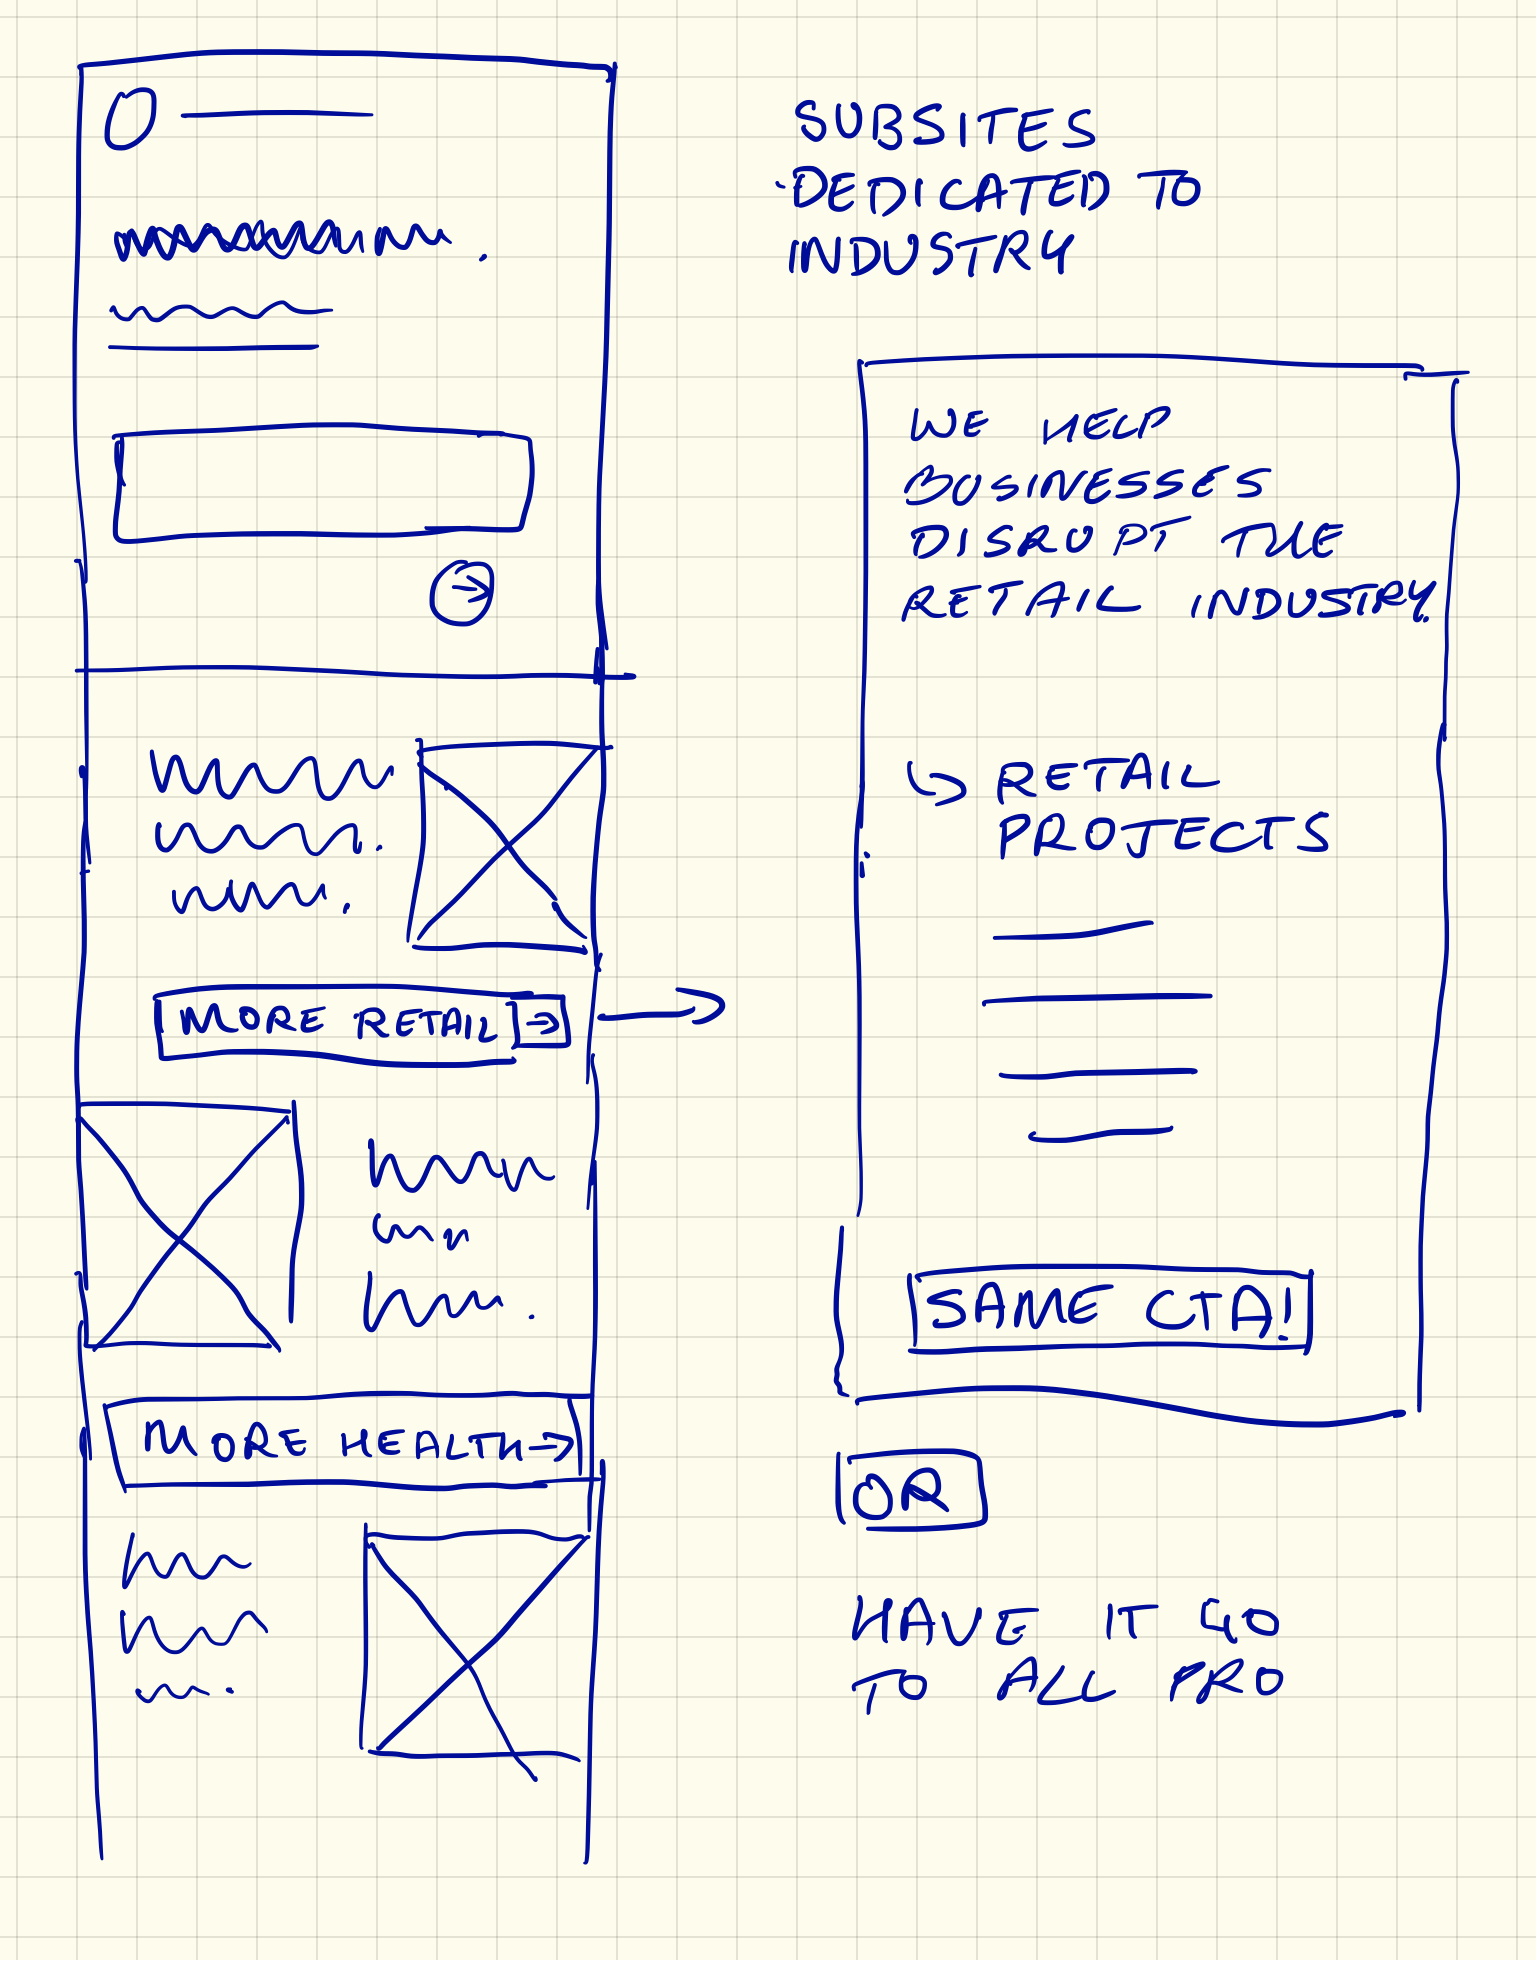 SUBSITES
DEDICATED TO
INDUSTRY
WE HELP
BUSINESSES
DISRUPT THE
RETAIL INDUSTRY.
↳ RETAIL
PROJECTS
SAME CTA!
OR
HAVE IT GO
TO ALL PRO
MORE RETAIL →
MORE HEALTH →